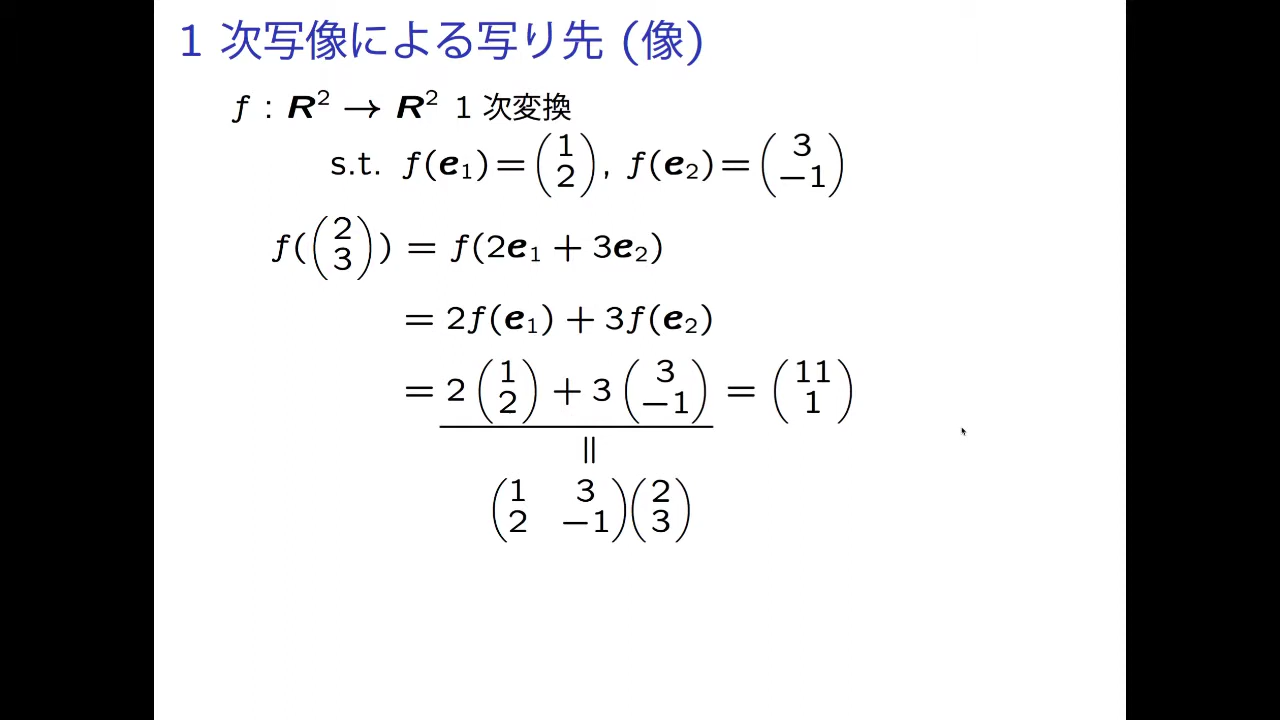 1 次写像による写り先 (像)
f : R² → R² 1 次変換
s.t. f(e₁) = (1 2), f(e₂) = (3 −1)
f((2 3)) = f(2e₁ + 3e₂)
= 2f(e₁) + 3f(e₂)
= 2 (1 2) + 3 (3 −1) = (11 1)
||
(1 3 2 −1)(2 3)